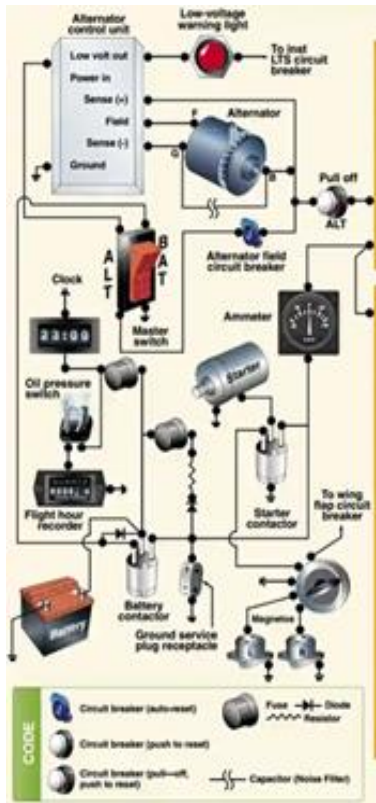 Alternator
control unit
Low-voltage
warning light
Low volt out
To inst
LTS circuit
breaker
Power in
Sense (+)
F
Alternator
Field
Sense (-)
G
B
Ground
Pull off
ALT
Alternator field
circuit breaker
ALT
BAT
Master
switch
Clock
Ammeter
Oil pressure
switch
Starter
Flight hour
recorder
Starter
contactor
To wing
flap circuit
breaker
Battery
Battery
contactor
Magnetos
Ground service
plug receptacle
CODE
Circuit breaker (auto-reset)
Fuse
Diode
Resistor
Circuit breaker (push to reset)
Circuit breaker (pull—off,
push to reset)
Capacitor (Noise Filter)